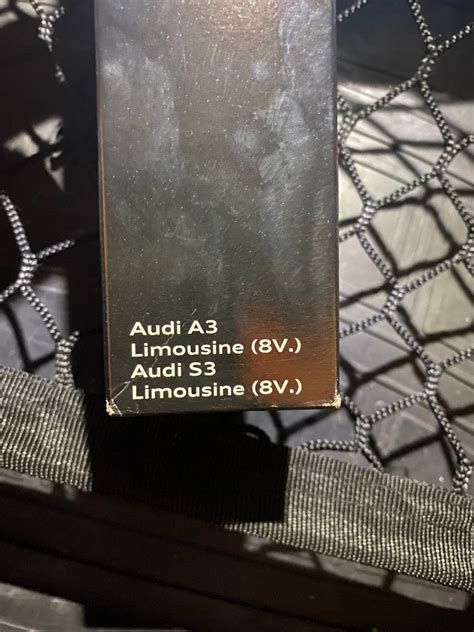 Audi A3
Limousine (8V.)
Audi S3
Limousine (8V.)